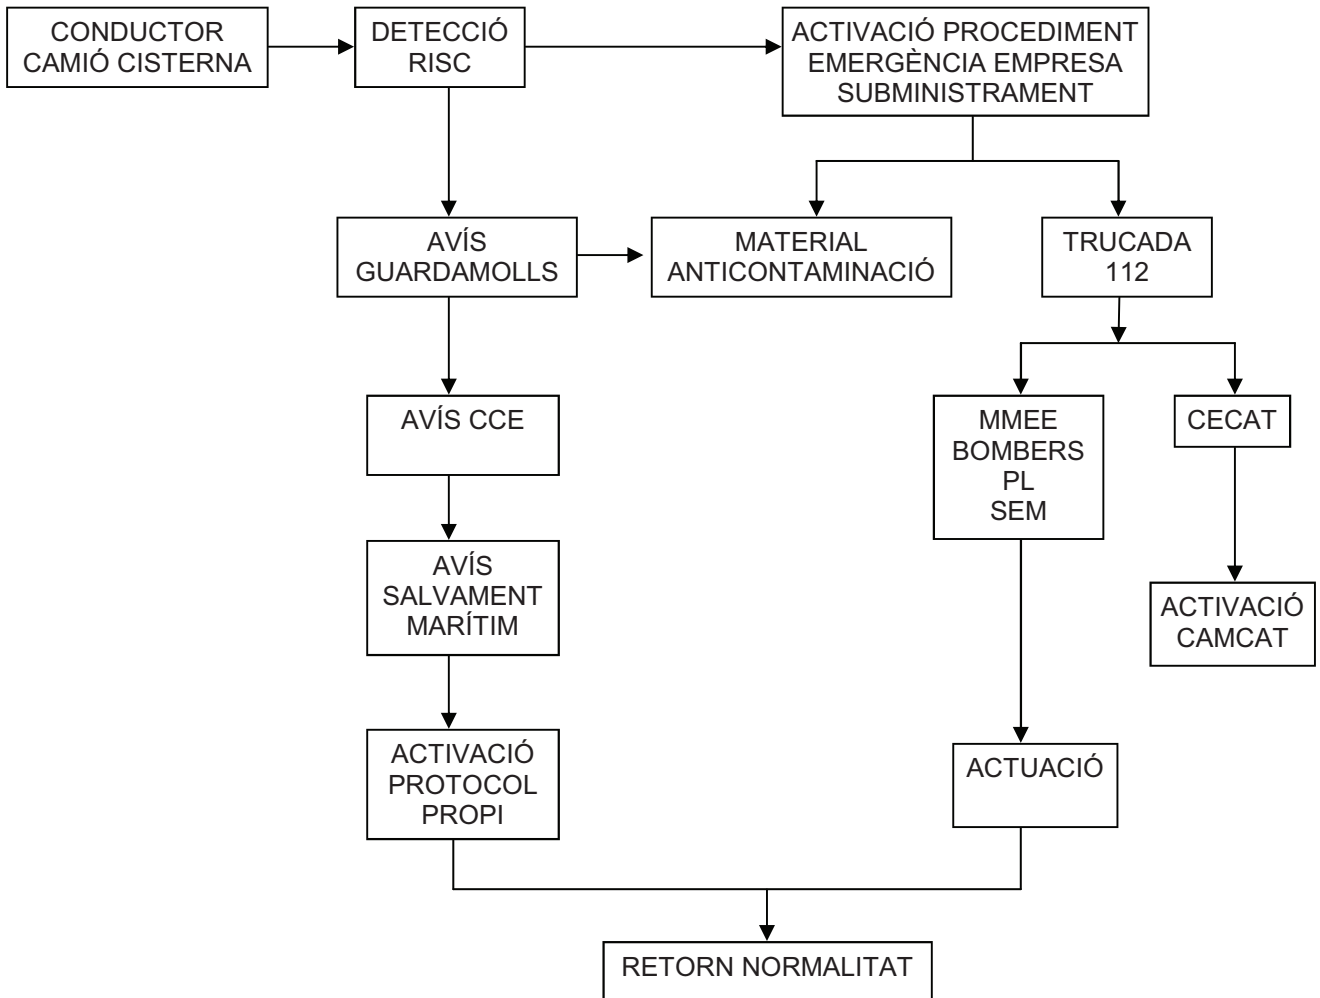 CONDUCTOR
CAMIÓ CISTERNA
DETECCIÓ
RISC
ACTIVACIÓ PROCEDIMENT
EMERGÈNCIA EMPRESA
SUBMINISTRAMENT
AVÍS
GUARDAMOLLS
MATERIAL
ANTICONTAMINACIÓ
TRUCADA
112
AVÍS CCE
MMEE
BOMBERS
PL
SEM
CECAT
AVÍS
SALVAMENT
MARÍTIM
ACTIVACIÓ
CAMCAT
ACTIVACIÓ
PROTOCOL
PROPI
ACTUACIÓ
RETORN NORMALITAT